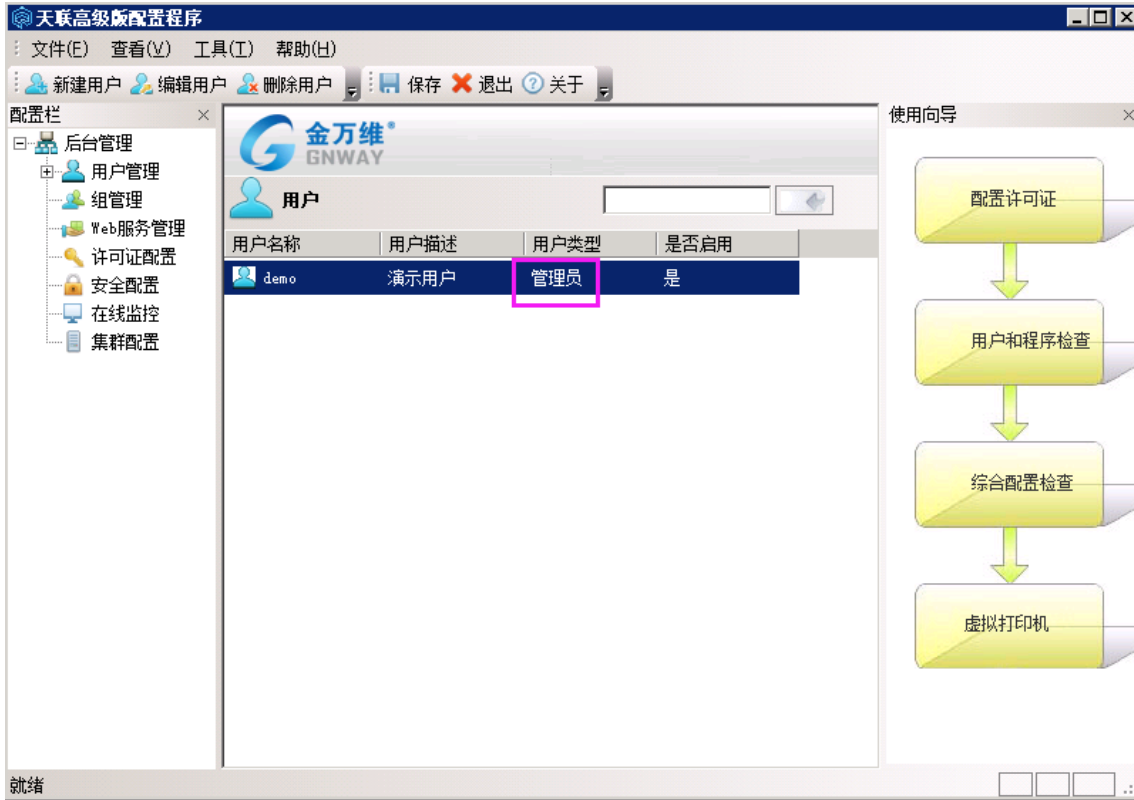 天联高级版配置程序
文件(F) 查看(V) 工具(T) 帮助(H)
新建用户 编辑用户 删除用户 保存 退出 关于
配置栏
后台管理
用户管理
组管理
Web服务管理
许可证配置
安全配置
在线监控
集群配置
金万维®
GNWAY
用户
用户名称 用户描述 用户类型 是否启用
demo 演示用户 管理员 是
使用向导
配置许可证
用户和程序检查
综合配置检查
虚拟打印机
就绪